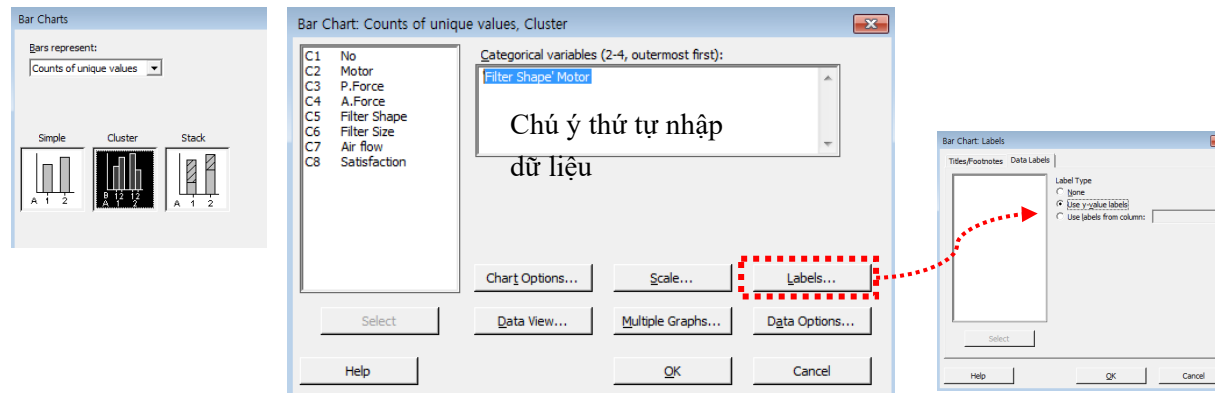 Bar Charts
Bars represent:
Counts of unique values
Simple Cluster Stack
A 1 2
B 12 12
A 1 2
A 1 2
Bar Chart: Counts of unique values, Cluster
C1 No
C2 Motor
C3 P.Force
C4 A.Force
C5 Filter Shape
C6 Filter Size
C7 Air flow
C8 Satisfaction
Categorical variables (2-4, outermost first):
'Filter Shape' Motor
Chú ý thứ tự nhập
dữ liệu
Chart Options... Scale... Labels...
Select Data View... Multiple Graphs... Data Options...
Help OK Cancel
Bar Chart: Labels
Titles/Footnotes Data Labels
Label Type
None
Use y-value labels
Use labels from column:
Select
Help OK Cancel